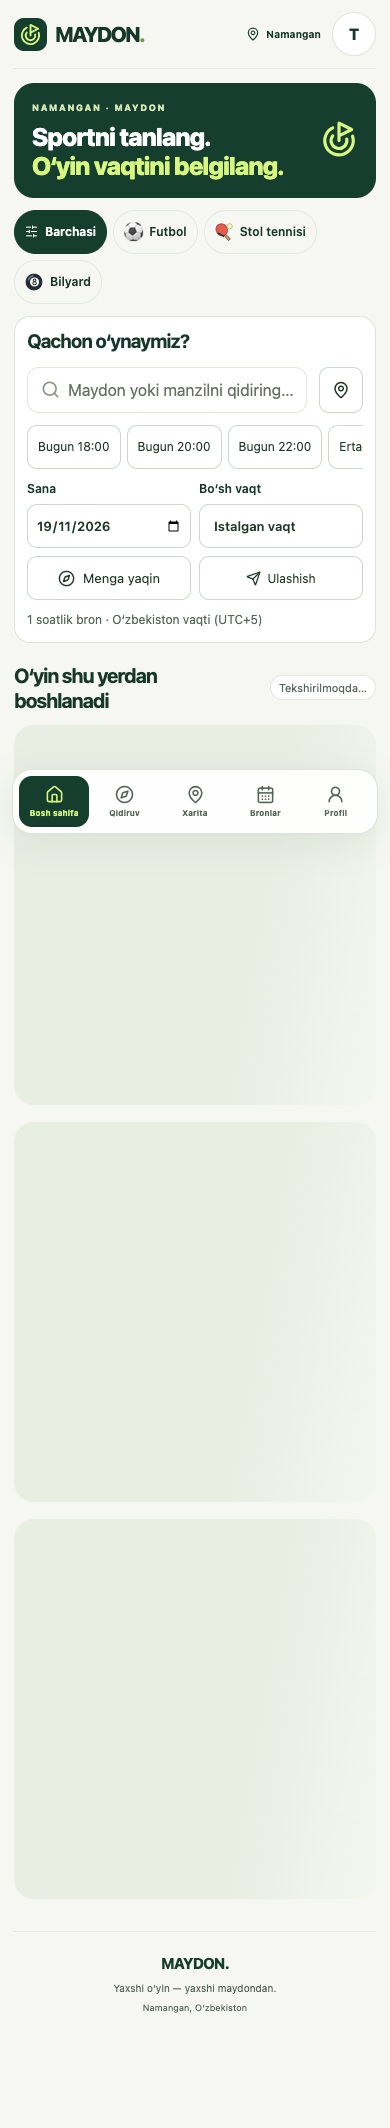 MAYDON.
Namangan
T
NAMANGAN · MAYDON
Sportni tanlang.
O‘yin vaqtini belgilang.
Barchasi
Futbol
Stol tennisi
8
Bilyard
Qachon o‘ynaymiz?
Maydon yoki manzilni qidiring...
Bugun 18:00
Bugun 20:00
Bugun 22:00
Erta
Sana
Bo‘sh vaqt
19/11/2026
Istalgan vaqt
Menga yaqin
Ulashish
1 soatlik bron · O‘zbekiston vaqti (UTC+5)
O‘yin shu yerdan
boshlanadi
Tekshirilmoqda...
Bosh sahifa
Qidiruv
Xarita
Bronlar
Profil
MAYDON.
Yaxshi o‘yin — yaxshi maydondan.
Namangan, O‘zbekiston